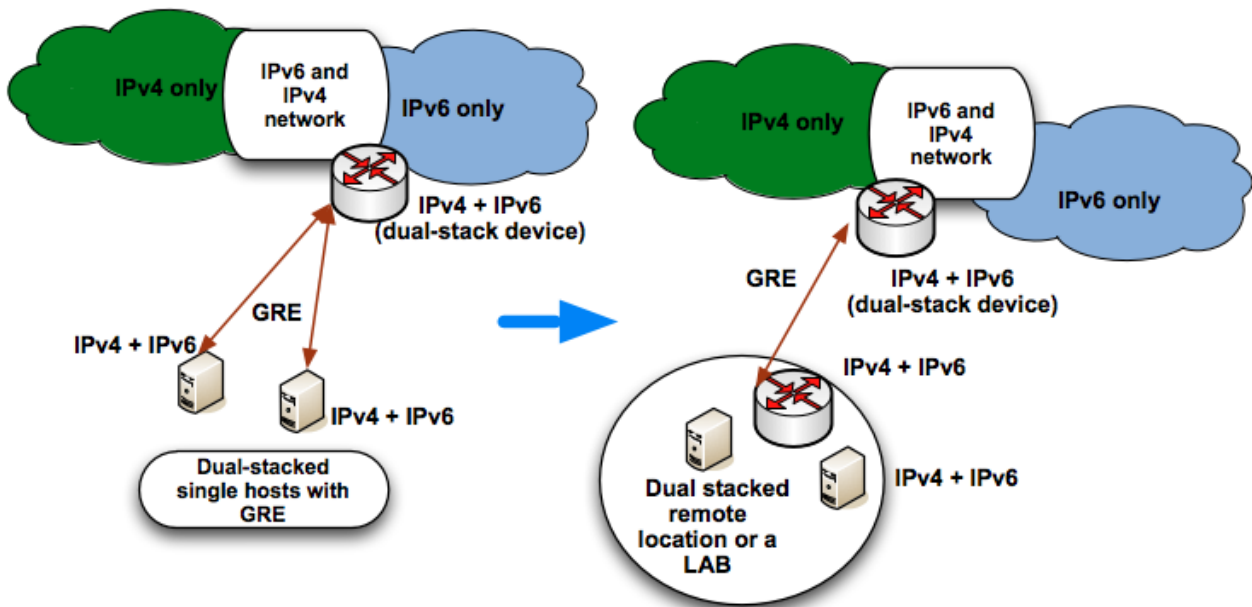 IPv4 only
IPv6 and
IPv4
network
IPv6 only
IPv4 + IPv6
(dual-stack device)
GRE
IPv4 + IPv6
IPv4 + IPv6
Dual-stacked
single hosts with
GRE
IPv4 only
IPv6 and
IPv4
network
IPv6 only
IPv4 + IPv6
(dual-stack device)
GRE
IPv4 + IPv6
IPv4 + IPv6
Dual stacked
remote
location or a
LAB